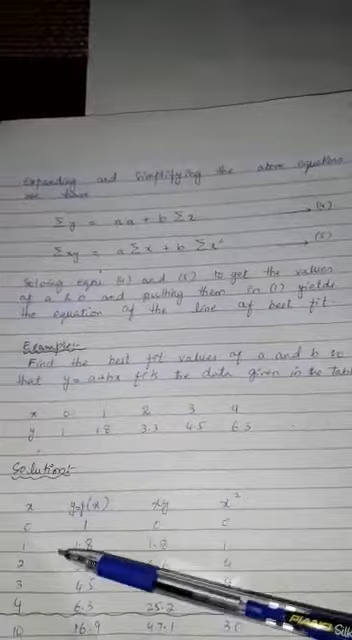 Expanding and simplifying the above equations
we have
Σy = na + b Σx → (4)
Σxy = a Σx + b Σx² → (5)
Solving eqns (4) and (5) to get the values
of a & b and putting them in (1) yields
the equation of the line of best fit
Example:-
Find the best fit values of a and b so
that y = a+bx fits the data given in the table
x 0 1 2 3 4
y 1 1.8 3.3 4.5 6.3
Solution:-
x y=f(x) xy x²
0 1 0 0
1 1.8 1.8 1
2 4
3 4.5 9
4 6.3 25.2
10 16.9 47.1 30
PIANO